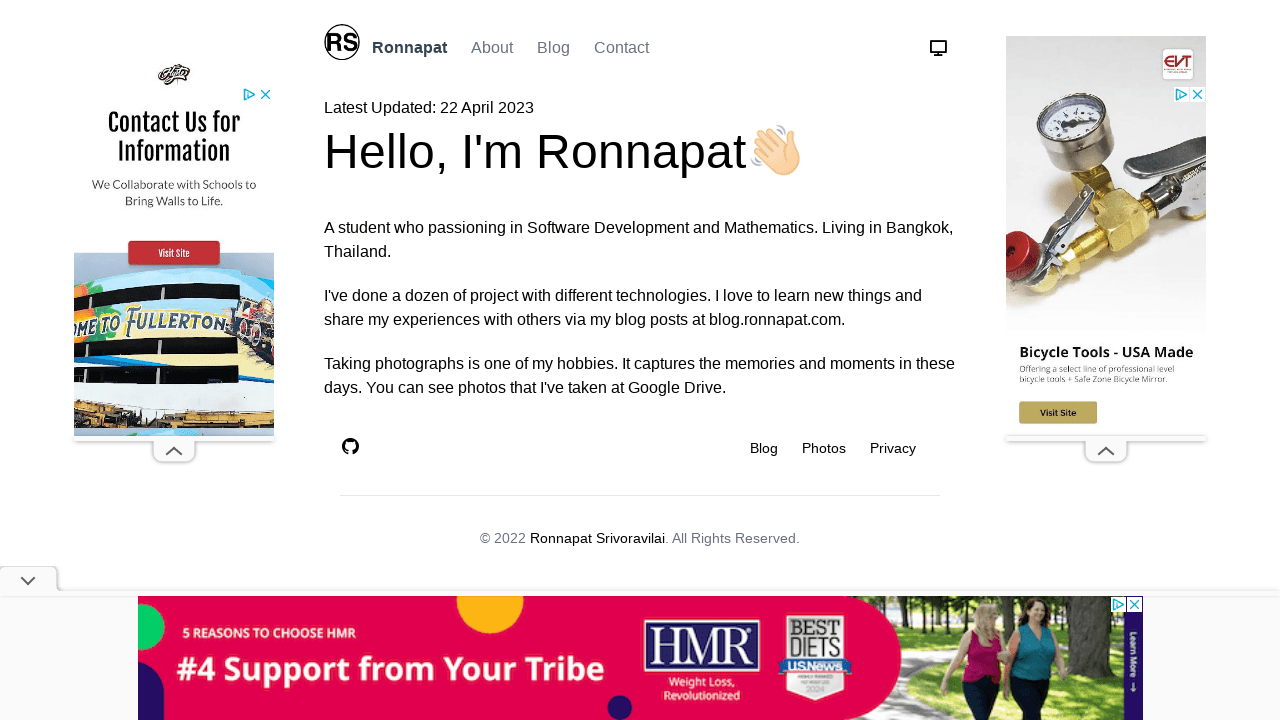 RS
Ronnapat About Blog Contact
Latest Updated: 22 April 2023
Hello, I'm Ronnapat
A student who passioning in Software Development and Mathematics. Living in Bangkok,
Thailand.
I've done a dozen of project with different technologies. I love to learn new things and
share my experiences with others via my blog posts at blog.ronnapat.com.
Taking photographs is one of my hobbies. It captures the memories and moments in these
days. You can see photos that I've taken at Google Drive.
Blog Photos Privacy
© 2022 Ronnapat Srivoravilai. All Rights Reserved.
Contact Us for
Information
We Collaborate with Schools to
Bring Walls to Life.
Visit Site
ME TO FULLERTON
EVT
Bicycle Tools - USA Made
Offering a select line of professional level
bicycle tools + Safe Zone Bicycle Mirror.
Visit Site
5 REASONS TO CHOOSE HMR
#4 Support from Your Tribe
HMR
Weight Loss,
Revolutionized
BEST
DIETS
U.S.News
2024
Learn More →